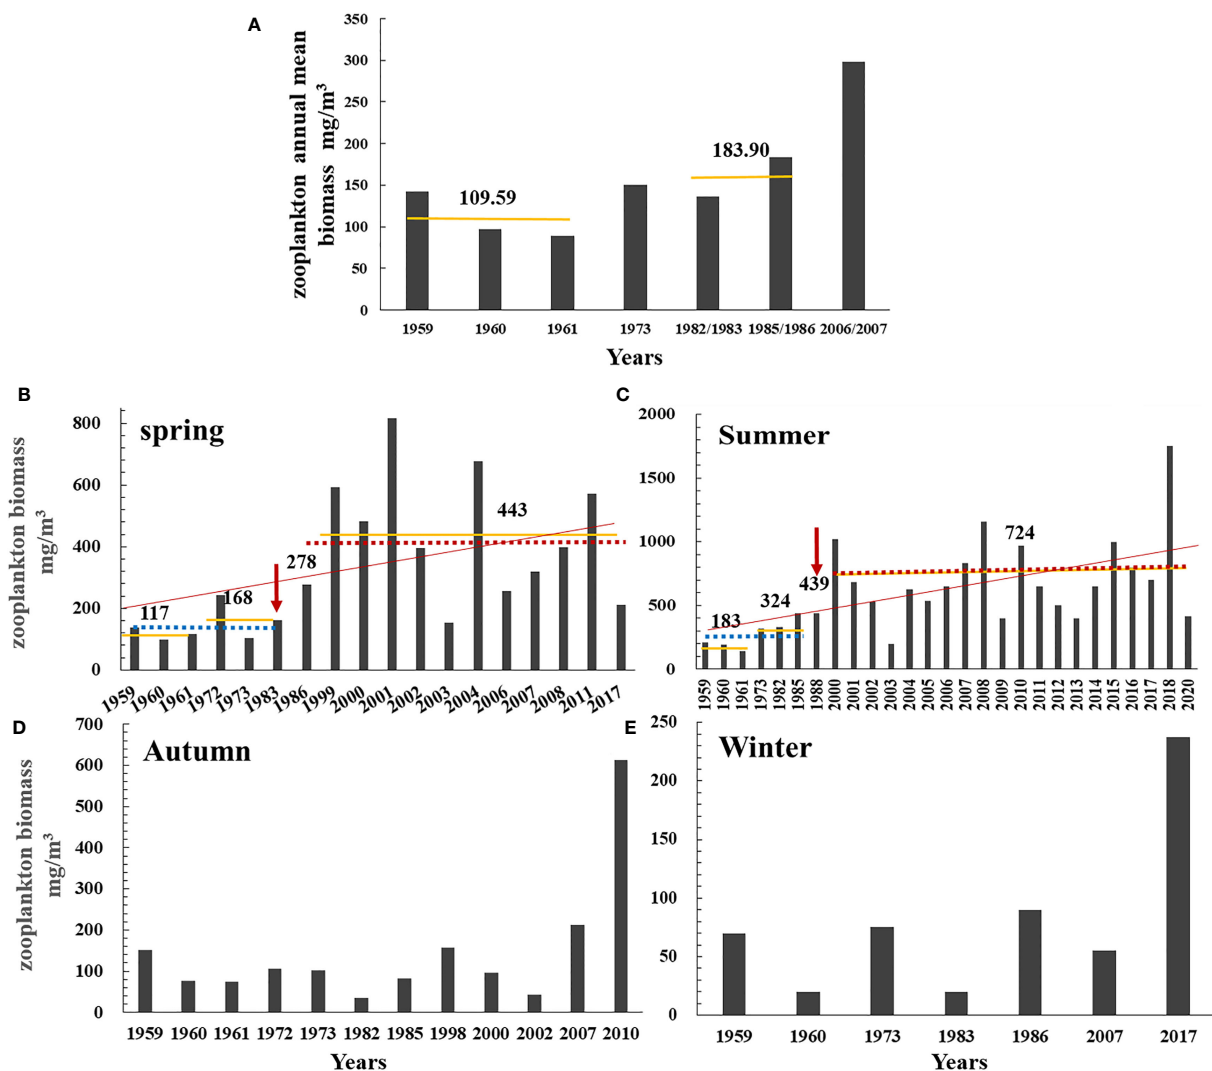 A
zooplankton annual mean
biomass mg/m³
350
300
250
200
150
100
50
0
109.59
183.90
1959 1960 1961 1973 1982/1983 1985/1986 2006/2007
Years
B
spring
zooplankton biomass
mg/m³
800
600
400
200
0
117
168
278
443
1959 1960 1961 1972 1973 1983 1986 1999 2000 2001 2002 2003 2004 2006 2007 2008 2011 2017
C
Summer
2000
1500
1000
500
0
183
324
439
724
1959 1960 1961 1973 1982 1985 1988 2000 2001 2002 2003 2004 2005 2006 2007 2008 2009 2010 2011 2012 2013 2014 2015 2016 2017 2018 2020
D
Autumn
zooplankton biomass
mg/m³
700
600
500
400
300
200
100
0
1959 1960 1961 1972 1973 1982 1985 1998 2000 2002 2007 2010
Years
E
Winter
250
200
150
100
50
0
1959 1960 1973 1983 1986 2007 2017
Years